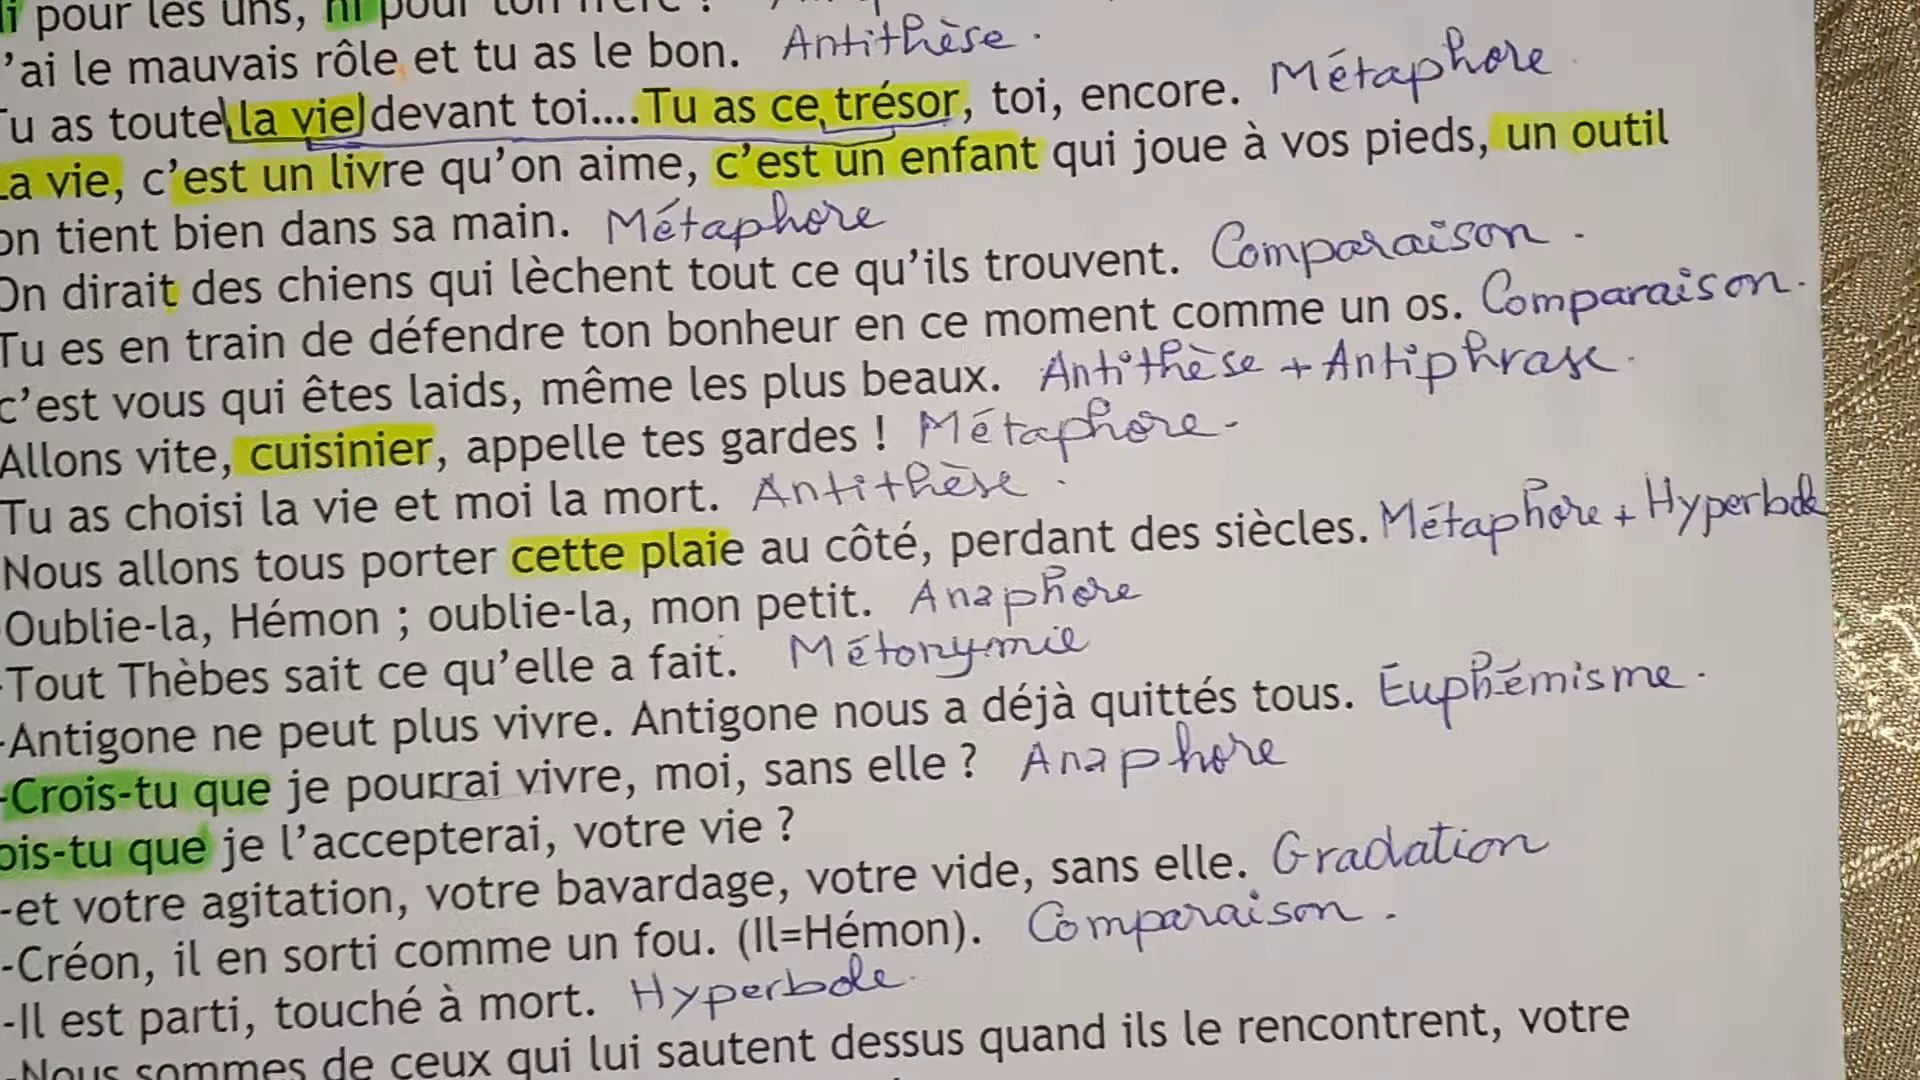 pour les uns, ni pour ton frère ?
'ai le mauvais rôle et tu as le bon. Antithèse.
Tu as toute la vie devant toi....Tu as ce trésor, toi, encore. Métaphore
La vie, c'est un livre qu'on aime, c'est un enfant qui joue à vos pieds, un outil
on tient bien dans sa main. Métaphore
On dirait des chiens qui lèchent tout ce qu'ils trouvent. Comparaison.
Tu es en train de défendre ton bonheur en ce moment comme un os. Comparaison.
c'est vous qui êtes laids, même les plus beaux. Antithèse + Antiphrase.
Allons vite, cuisinier, appelle tes gardes ! Métaphore.
Tu as choisi la vie et moi la mort. Antithèse.
Nous allons tous porter cette plaie au côté, perdant des siècles. Métaphore + Hyperbole
-Oublie-la, Hémon ; oublie-la, mon petit. Anaphore
-Tout Thèbes sait ce qu'elle a fait. Métonymie
-Antigone ne peut plus vivre. Antigone nous a déjà quittés tous. Euphémisme.
-Crois-tu que je pourrai vivre, moi, sans elle ? Anaphore
ois-tu que je l'accepterai, votre vie ?
-et votre agitation, votre bavardage, votre vide, sans elle. Gradation
-Créon, il en sorti comme un fou. (Il=Hémon). Comparaison.
-Il est parti, touché à mort. Hyperbole.
-Nous sommes de ceux qui lui sautent dessus quand ils le rencontrent, votre